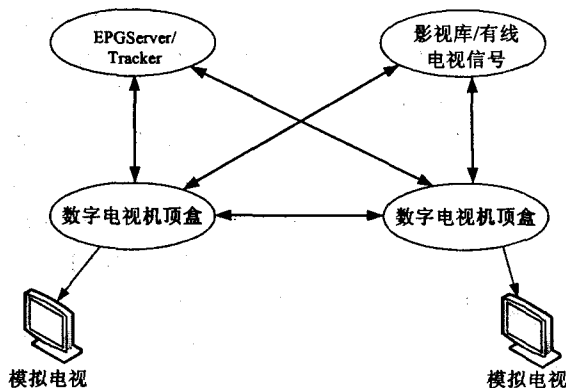 EPGServer/
Tracker
影视库/有线
电视信号
数字电视机顶盒
数字电视机顶盒
模拟电视
模拟电视